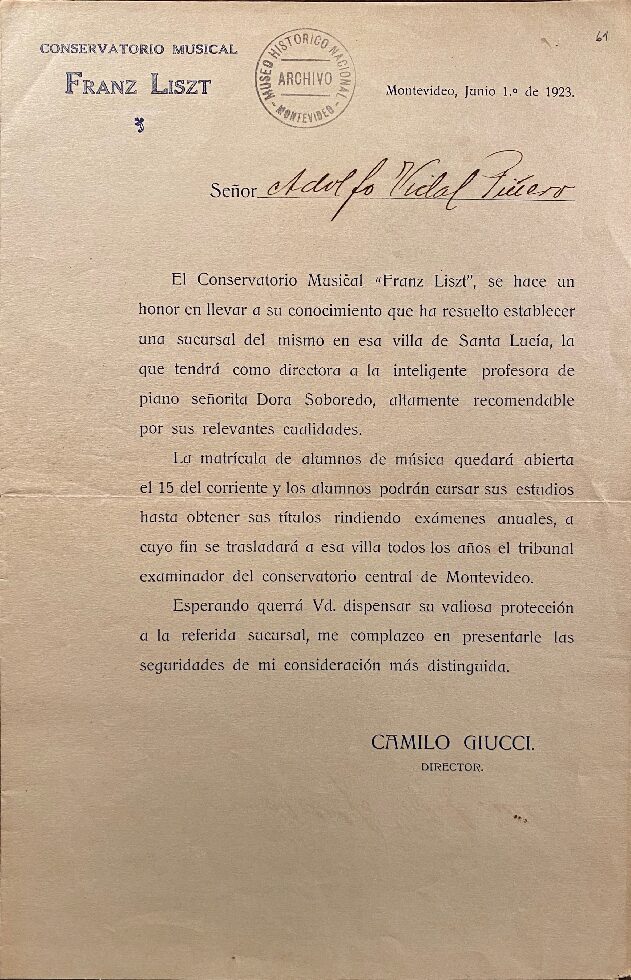 CONSERVATORIO MUSICAL
FRANZ LISZT
MUSEO HISTORICO NACIONAL
ARCHIVO
- MONTEVIDEO -
61
Montevideo, Junio 1.º de 1923.
Señor Adolfo Vidal Piñero
El Conservatorio Musical "Franz Liszt", se hace un
honor en llevar a su conocimiento que ha resuelto establecer
una sucursal del mismo en esa villa de Santa Lucía, la
que tendrá como directora a la inteligente profesora de
piano señorita Dora Soboredo, altamente recomendable
por sus relevantes cualidades.
La matrícula de alumnos de música quedará abierta
el 15 del corriente y los alumnos podrán cursar sus estudios
hasta obtener sus títulos rindiendo exámenes anuales, a
cuyo fin se trasladará a esa villa todos los años el tribunal
examinador del conservatorio central de Montevideo.
Esperando querrá Vd. dispensar su valiosa protección
a la referida sucursal, me complazco en presentarle las
seguridades de mi consideración más distinguida.
CAMILO GIUCCI.
DIRECTOR.